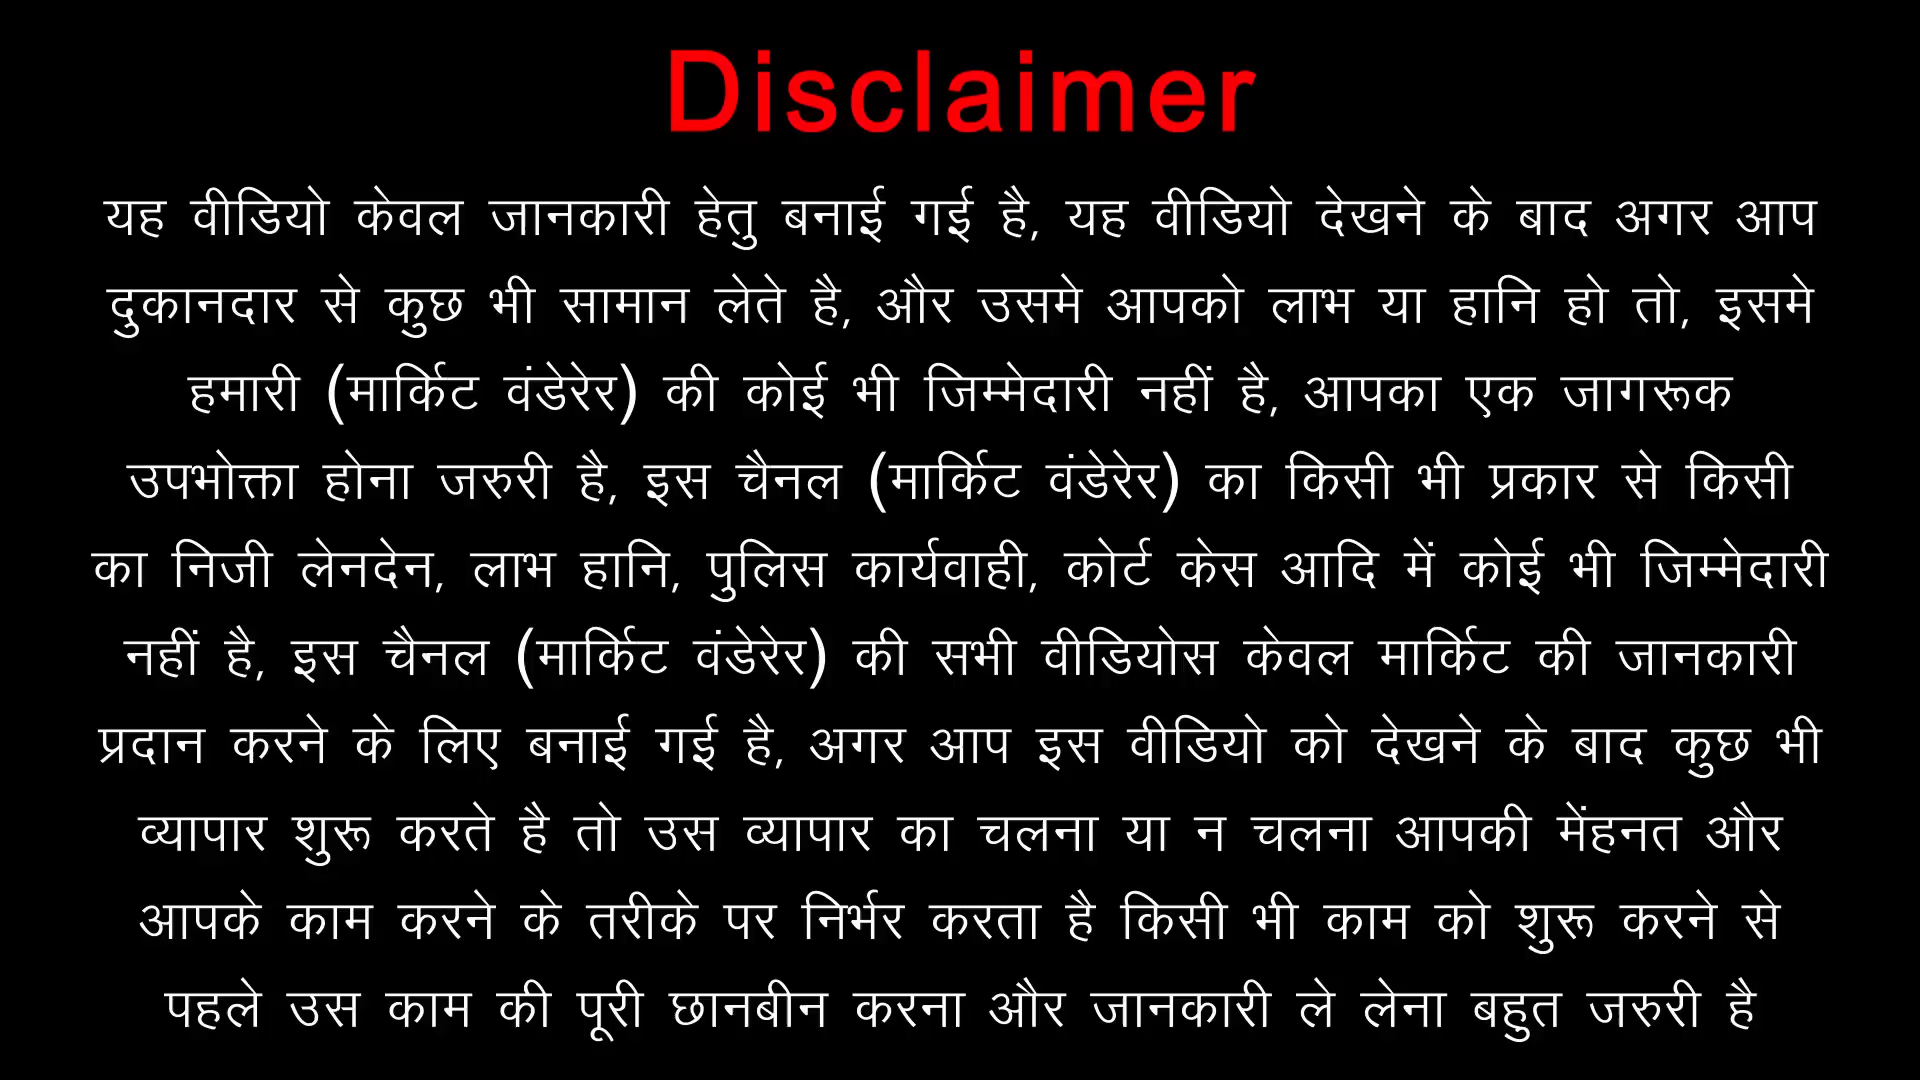 Disclaimer
यह वीडियो केवल जानकारी हेतु बनाई गई है, यह वीडियो देखने के बाद अगर आप
दुकानदार से कुछ भी सामान लेते है, और उसमे आपको लाभ या हानि हो तो, इसमे
हमारी (मार्किट वंडेरेर) की कोई भी जिम्मेदारी नहीं है, आपका एक जागरूक
उपभोक्ता होना जरुरी है, इस चैनल (मार्किट वंडेरेर) का किसी भी प्रकार से किसी
का निजी लेनदेन, लाभ हानि, पुलिस कार्यवाही, कोर्ट केस आदि में कोई भी जिम्मेदारी
नहीं है, इस चैनल (मार्किट वंडेरेर) की सभी वीडियोस केवल मार्किट की जानकारी
प्रदान करने के लिए बनाई गई है, अगर आप इस वीडियो को देखने के बाद कुछ भी
व्यापार शुरू करते है तो उस व्यापार का चलना या न चलना आपकी मेंहनत और
आपके काम करने के तरीके पर निर्भर करता है किसी भी काम को शुरू करने से
पहले उस काम की पूरी छानबीन करना और जानकारी ले लेना बहुत जरुरी है